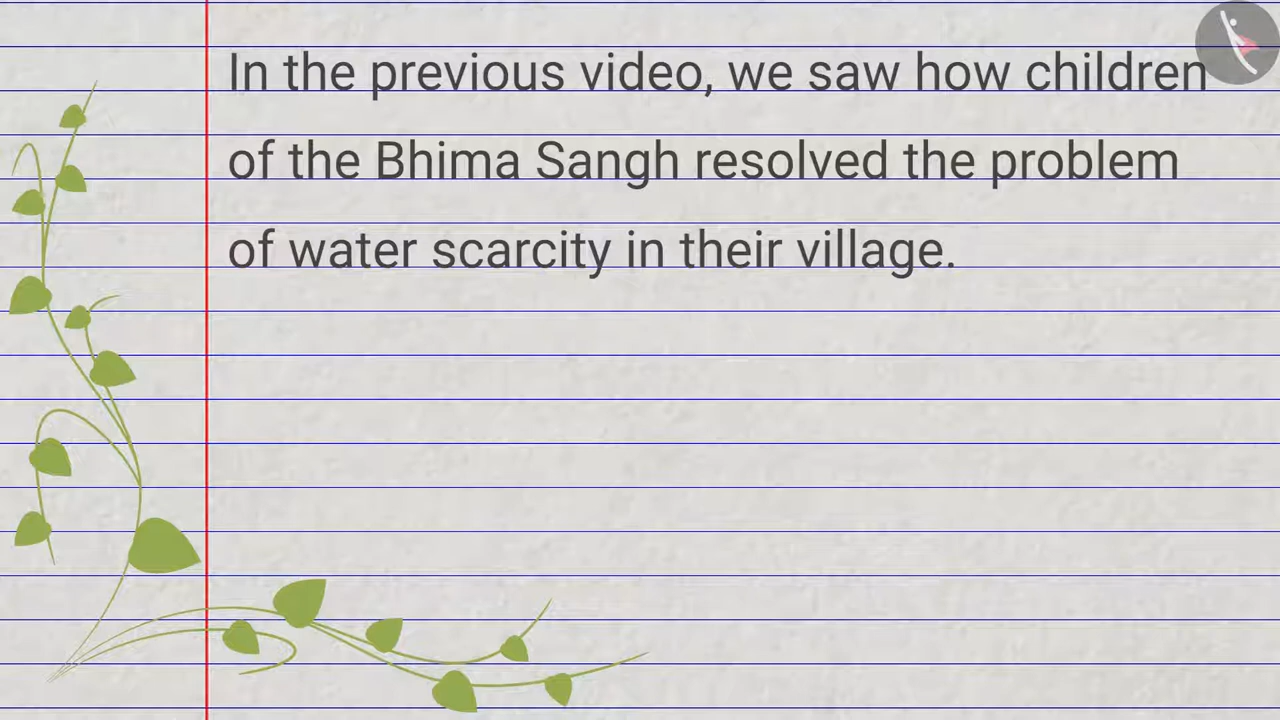 In the previous video, we saw how children
of the Bhima Sangh resolved the problem
of water scarcity in their village.